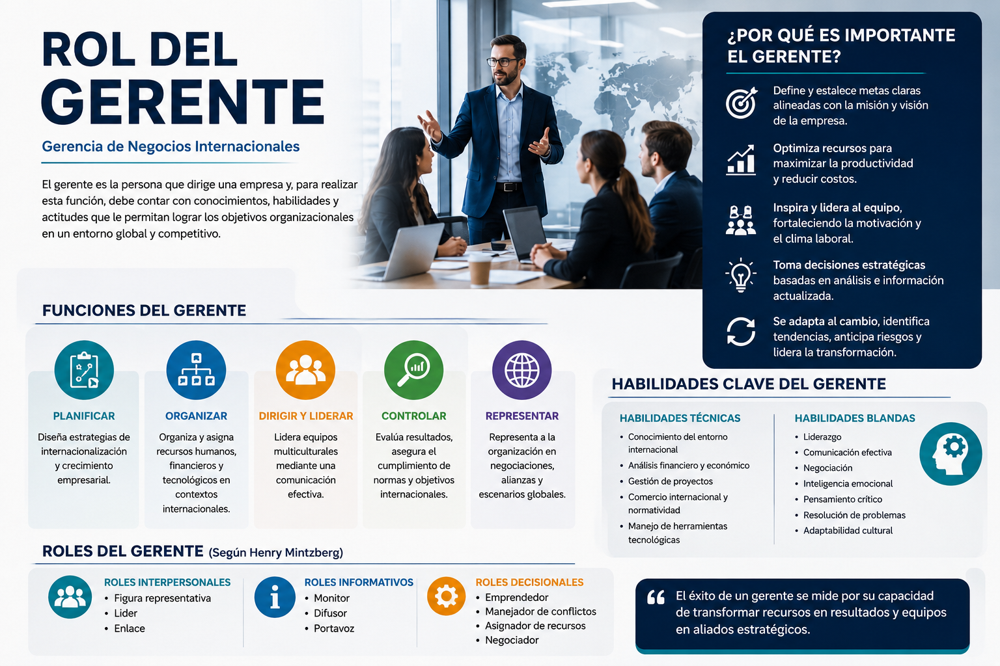 ROL DEL
GERENTE
Gerencia de Negocios Internacionales
El gerente es la persona que dirige una empresa y, para realizar
esta función, debe contar con conocimientos, habilidades y
actitudes que le permitan lograr los objetivos organizacionales
en un entorno global y competitivo.
¿POR QUÉ ES IMPORTANTE
EL GERENTE?
Define y estalece metas claras
alineadas con la misión y visión
de la empresa.
Optimiza recursos para
maximizar la productividad
y reducir costos.
Inspira y lidera al equipo,
fortaleciendo la motivación y
el clima laboral.
Toma decisiones estratégicas
basadas en análisis e información
actualizada.
Se adapta al cambio, identifica
tendencias, anticipa riesgos y
lidera la transformación.
FUNCIONES DEL GERENTE
PLANIFICAR
Diseña estrategias de
internacionalización
y crecimiento
empresarial.
ORGANIZAR
Organiza y asigna
recursos humanos,
financieros y
tecnológicos en
contextos
internacionales.
DIRIGIR Y LIDERAR
Lidera equipos
multiculturales
mediante una
comunicación
efectiva.
CONTROLAR
Evalúa resultados,
asegura el
cumplimiento de
normas y objetivos
internacionales.
REPRESENTAR
Representa a la
organización en
negociaciones,
alianzas y
escenarios globales.
HABILIDADES CLAVE DEL GERENTE
HABILIDADES TÉCNICAS
• Conocimiento del entorno
internacional
• Análisis financiero y económico
• Gestión de proyectos
• Comercio internacional y
normatividad
• Manejo de herramientas
tecnológicas
HABILIDADES BLANDAS
• Liderazgo
• Comunicación efectiva
• Negociación
• Inteligencia emocional
• Pensamiento crítico
• Resolución de problemas
• Adaptabilidad cultural
ROLES DEL GERENTE (Según Henry Mintzberg)
ROLES INTERPERSONALES
• Figura representativa
• Lider
• Enlace
ROLES INFORMATIVOS
• Monitor
• Difusor
• Portavoz
ROLES DECISIONALES
• Emprendedor
• Manejador de conflictos
• Asignador de recursos
• Negociador
“ El éxito de un gerente se mide por su capacidad
de transformar recursos en resultados y equipos
en aliados estratégicos.